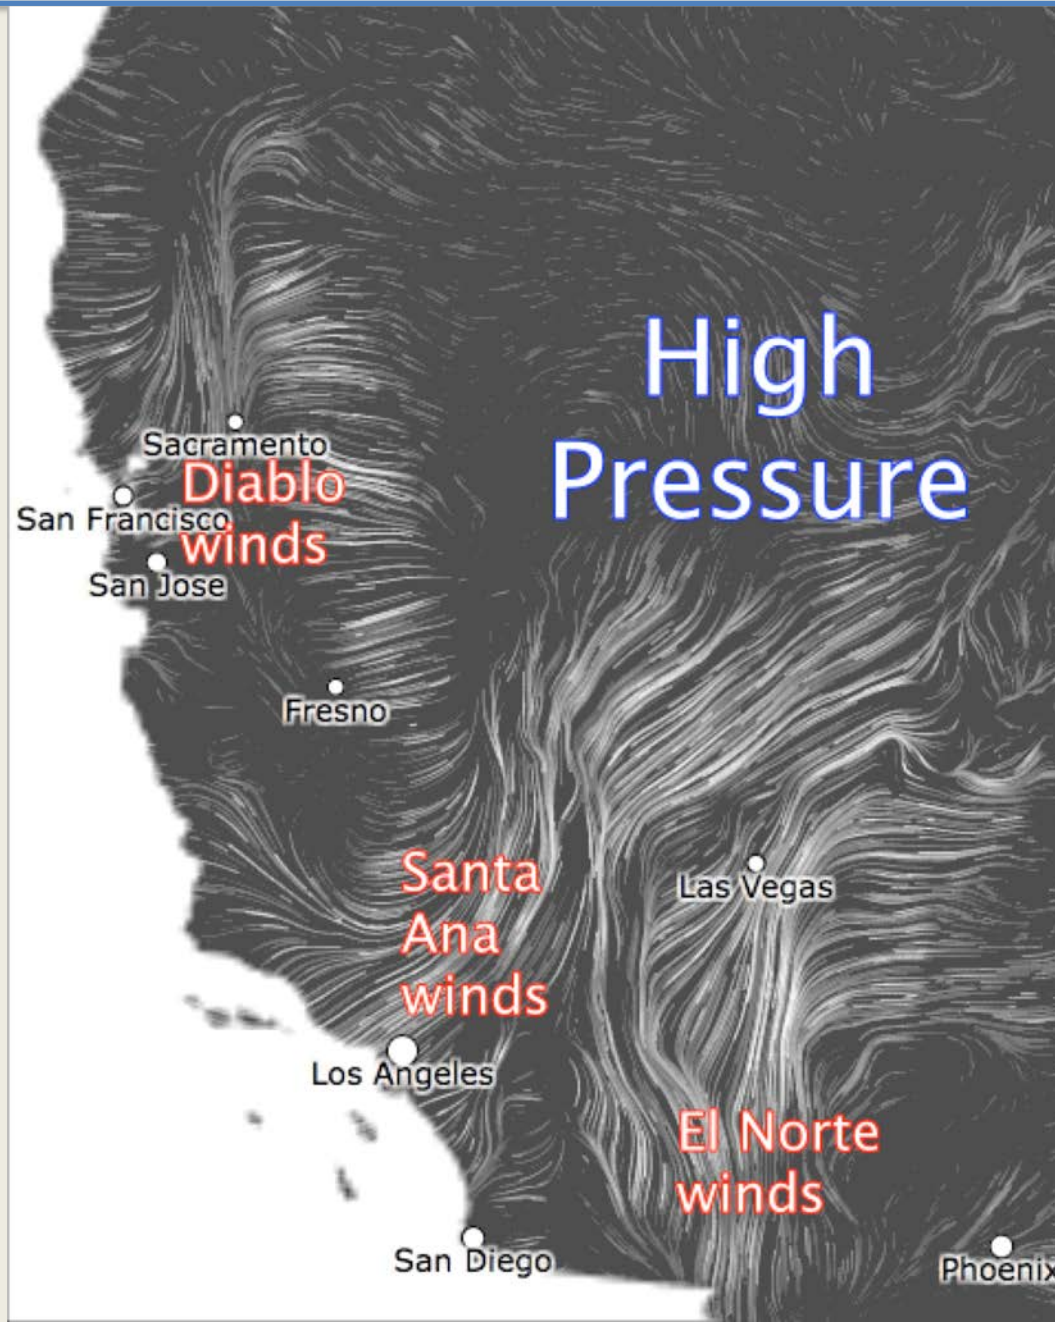 High
Pressure
Sacramento
Diablo
winds
San Francisco
San Jose
Fresno
Santa
Ana
winds
Las Vegas
Los Angeles
El Norte
winds
San Diego
Phoenix